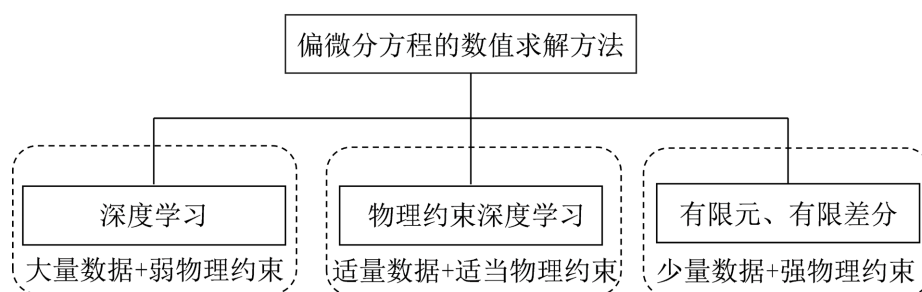 偏微分方程的数值求解方法
深度学习
物理约束深度学习
有限元、有限差分
大量数据+弱物理约束
适量数据+适当物理约束
少量数据+强物理约束